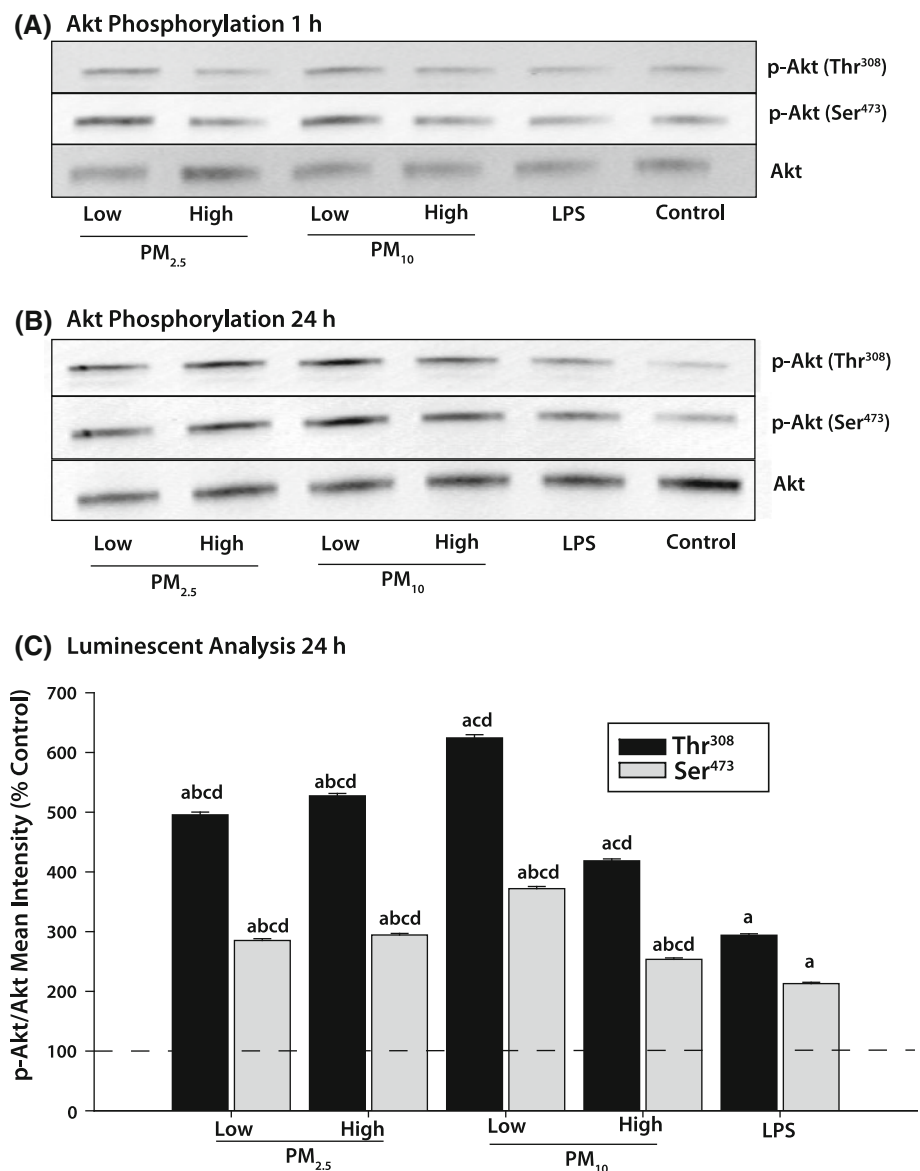 (A) Akt Phosphorylation 1 h
p-Akt (Thr³⁰⁸)
p-Akt (Ser⁴⁷³)
Akt
Low High Low High LPS Control
PM₂.₅ PM₁₀
(B) Akt Phosphorylation 24 h
p-Akt (Thr³⁰⁸)
p-Akt (Ser⁴⁷³)
Akt
Low High Low High LPS Control
PM₂.₅ PM₁₀
(C) Luminescent Analysis 24 h
p-Akt/Akt Mean Intensity (% Control)
700
600
500
400
300
200
100
0
Thr³⁰⁸
Ser⁴⁷³
abcd abcd abcd abcd acd abcd acd abcd a a
Low High Low High LPS
PM₂.₅ PM₁₀